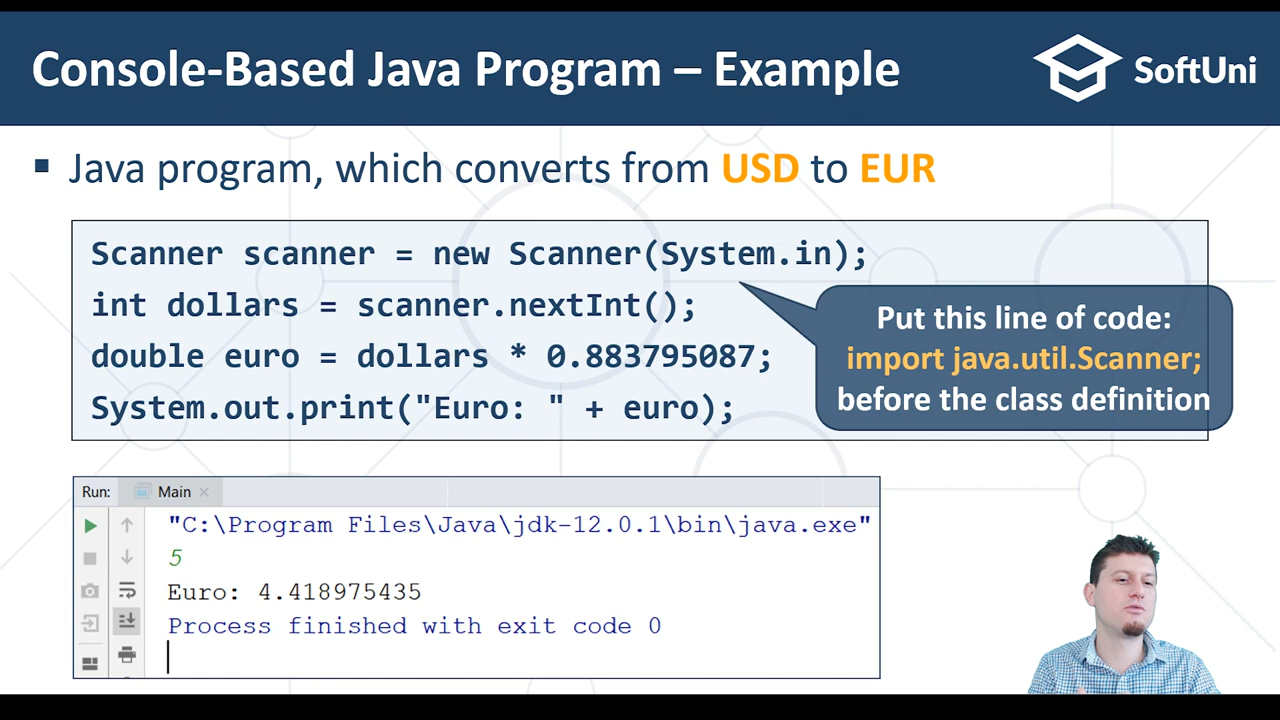 Console-Based Java Program – Example
SoftUni
▪ Java program, which converts from USD to EUR
Scanner scanner = new Scanner(System.in);
int dollars = scanner.nextInt();
double euro = dollars * 0.883795087;
System.out.print("Euro: " + euro);
Put this line of code:
import java.util.Scanner;
before the class definition
Run: Main
"C:\Program Files\Java\jdk-12.0.1\bin\java.exe"
5
Euro: 4.418975435
Process finished with exit code 0